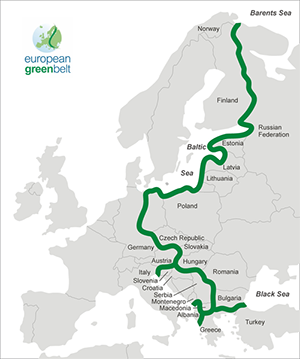 Barents Sea
Norway
european
greenbelt
Finland
Russian
Federation
Estonia
Baltic
Sea
Latvia
Lithuania
Poland
Czech Republic
Slovakia
Germany
Austria
Hungary
Italy
Slovenia
Croatia
Romania
Serbia
Montenegro
Black Sea
Bulgaria
Macedonia
Albania
Turkey
Greece